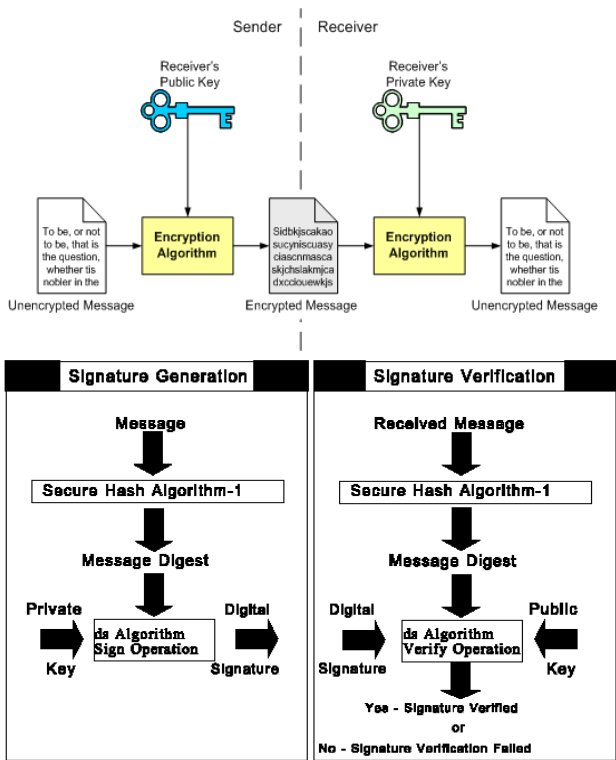 Sender
Receiver
Receiver's
Public Key
Receiver's
Private Key
To be, or not
to be, that is
the question,
whether tis
nobler in the
Unencrypted Message
Encryption
Algorithm
Sidbkjscakao
sucyniscuasy
ciascnmasca
skjchslakmjca
dxcciouewkjs
Encrypted Message
Encryption
Algorithm
To be, or not
to be, that is
the question,
whether tis
nobler in the
Unencrypted Message
Signature Generation
Message
Secure Hash Algorithm-1
Message Digest
Private
Key
ds Algorithm
Sign Operation
Digital
Signature
Signature Verification
Received Message
Secure Hash Algorithm-1
Message Digest
Digital
Signature
ds Algorithm
Verify Operation
Public
Key
Yes - Signature Verified
or
No - Signature Verification Failed